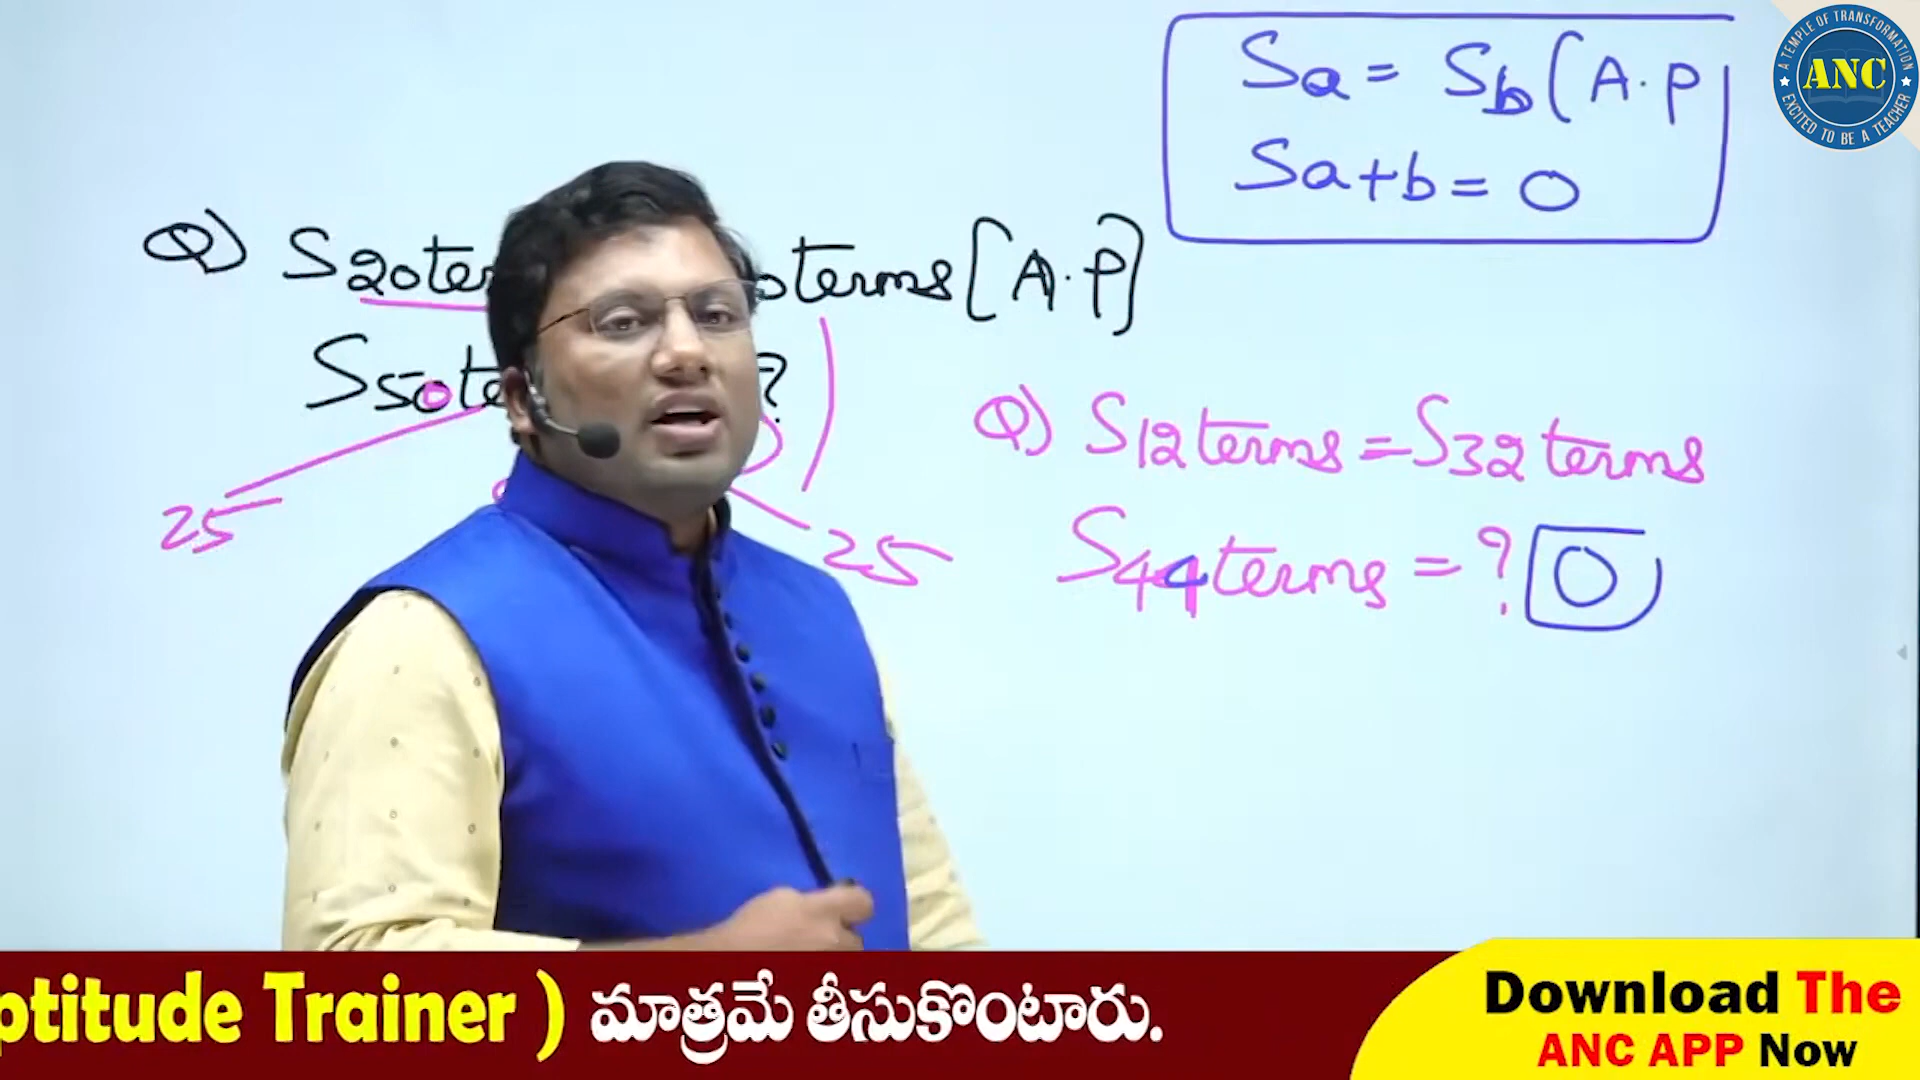 Sa = Sb (A.P
Sa+b = 0
Q) S20te oterms [A.P]
S50te ?
25
25
Q) S12 terms = S32 terms
S44 terms = ? 0
A TEMPLE OF TRANSFORMATION
ANC
EXCITED TO BE A TEACHER
ptitude Trainer ) మాత్రమే తీసుకొంటారు.
Download The
ANC APP Now